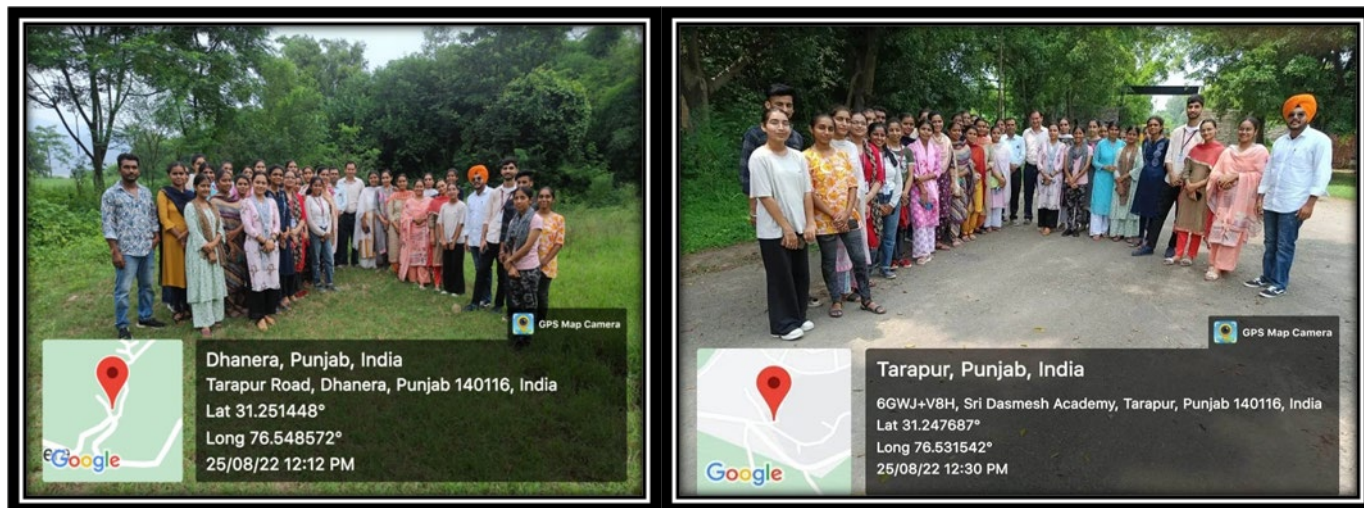 GPS Map Camera
Dhanera, Punjab, India
Tarapur Road, Dhanera, Punjab 140116, India
Lat 31.251448°
Long 76.548572°
25/08/22 12:12 PM
Google
GPS Map Camera
Tarapur, Punjab, India
6GWJ+V8H, Sri Dasmesh Academy, Tarapur, Punjab 140116, India
Lat 31.247687°
Long 76.531542°
25/08/22 12:30 PM
Google